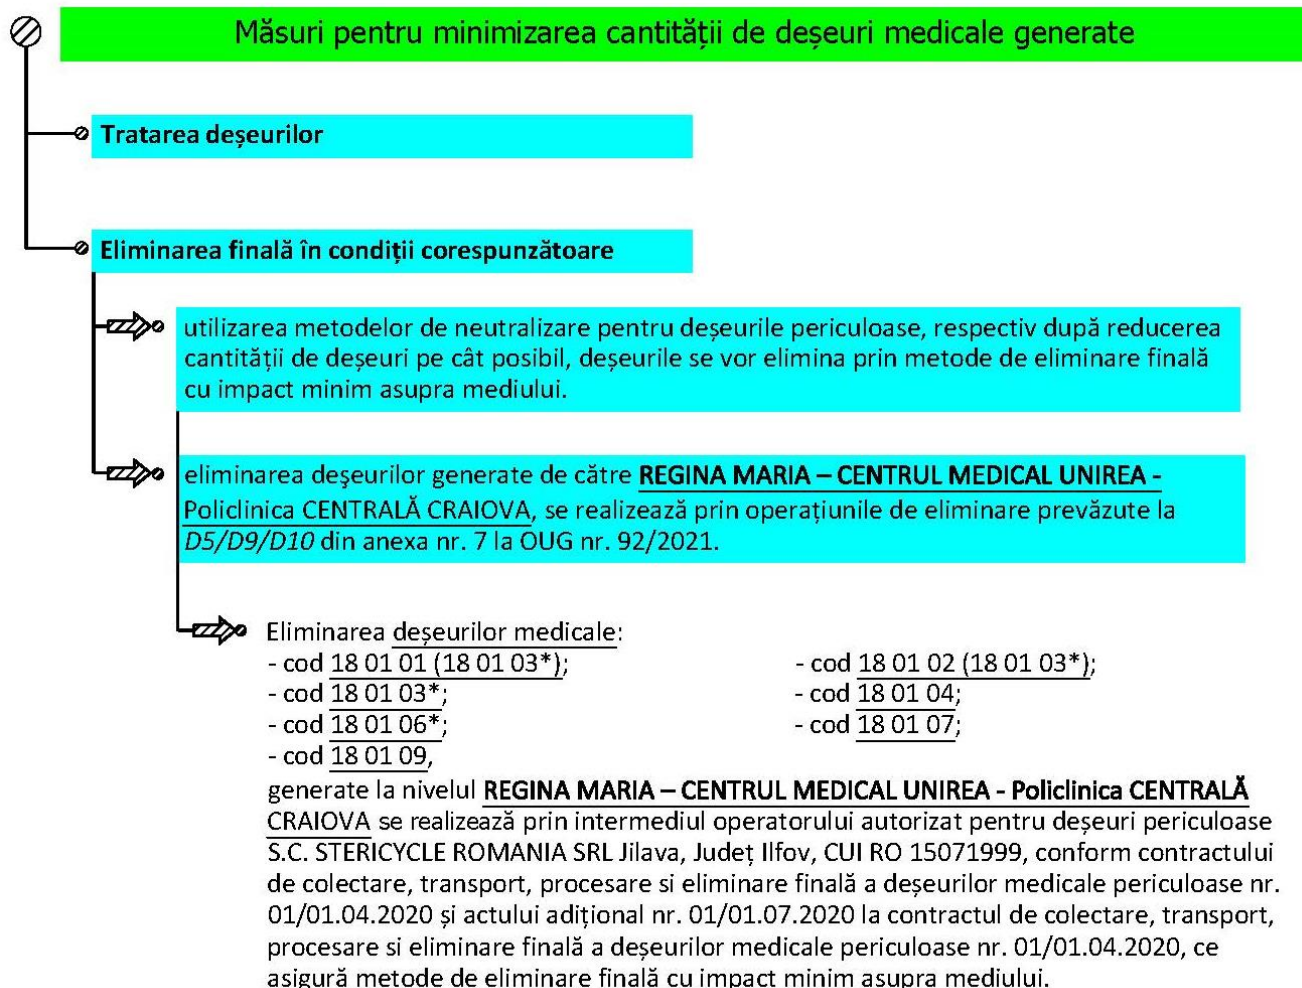 Măsuri pentru minimizarea cantității de deșeuri medicale generate
Tratarea deșeurilor
Eliminarea finală în condiții corespunzătoare
utilizarea metodelor de neutralizare pentru deșeurile periculoase, respectiv după reducerea
cantității de deșeuri pe cât posibil, deșeurile se vor elimina prin metode de eliminare finală
cu impact minim asupra mediului.
eliminarea deşeurilor generate de către REGINA MARIA – CENTRUL MEDICAL UNIREA -
Policlinica CENTRALĂ CRAIOVA, se realizează prin operațiunile de eliminare prevăzute la
D5/D9/D10 din anexa nr. 7 la OUG nr. 92/2021.
Eliminarea deșeurilor medicale:
- cod 18 01 01 (18 01 03*); - cod 18 01 02 (18 01 03*);
- cod 18 01 03*; - cod 18 01 04;
- cod 18 01 06*; - cod 18 01 07;
- cod 18 01 09,
generate la nivelul REGINA MARIA – CENTRUL MEDICAL UNIREA - Policlinica CENTRALĂ
CRAIOVA se realizează prin intermediul operatorului autorizat pentru deșeuri periculoase
S.C. STERICYCLE ROMANIA SRL Jilava, Județ Ilfov, CUI RO 15071999, conform contractului
de colectare, transport, procesare si eliminare finală a deșeurilor medicale periculoase nr.
01/01.04.2020 și actului adițional nr. 01/01.07.2020 la contractul de colectare, transport,
procesare si eliminare finală a deșeurilor medicale periculoase nr. 01/01.04.2020, ce
asigură metode de eliminare finală cu impact minim asupra mediului.